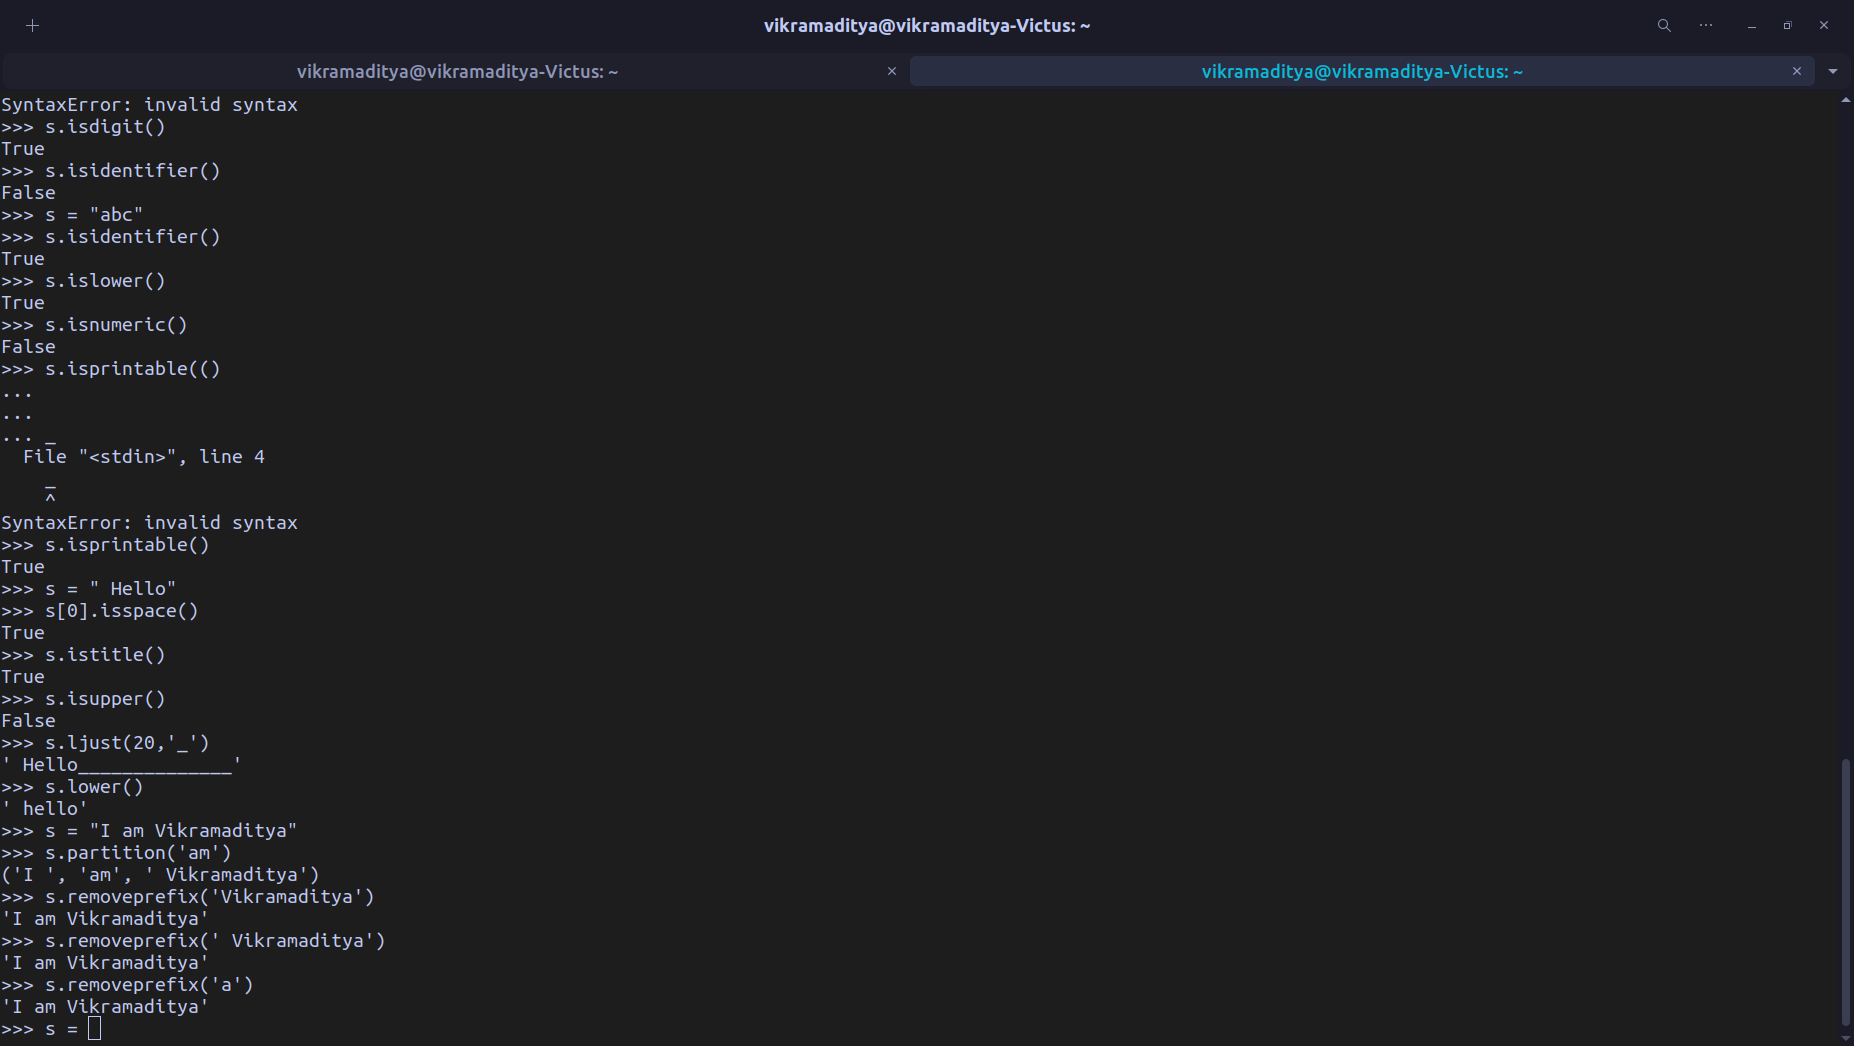 vikramaditya@vikramaditya-Victus: ~
vikramaditya@vikramaditya-Victus: ~
vikramaditya@vikramaditya-Victus: ~
SyntaxError: invalid syntax
>>> s.isdigit()
True
>>> s.isidentifier()
False
>>> s = "abc"
>>> s.isidentifier()
True
>>> s.islower()
True
>>> s.isnumeric()
False
>>> s.isprintable(()
...
...
... _
  File "<stdin>", line 4
    _
    ^
SyntaxError: invalid syntax
>>> s.isprintable()
True
>>> s = " Hello"
>>> s[0].isspace()
True
>>> s.istitle()
True
>>> s.isupper()
False
>>> s.ljust(20,'_')
' Hello______________'
>>> s.lower()
' hello'
>>> s = "I am Vikramaditya"
>>> s.partition('am')
('I ', 'am', ' Vikramaditya')
>>> s.removeprefix('Vikramaditya')
'I am Vikramaditya'
>>> s.removeprefix(' Vikramaditya')
'I am Vikramaditya'
>>> s.removeprefix('a')
'I am Vikramaditya'
>>> s =